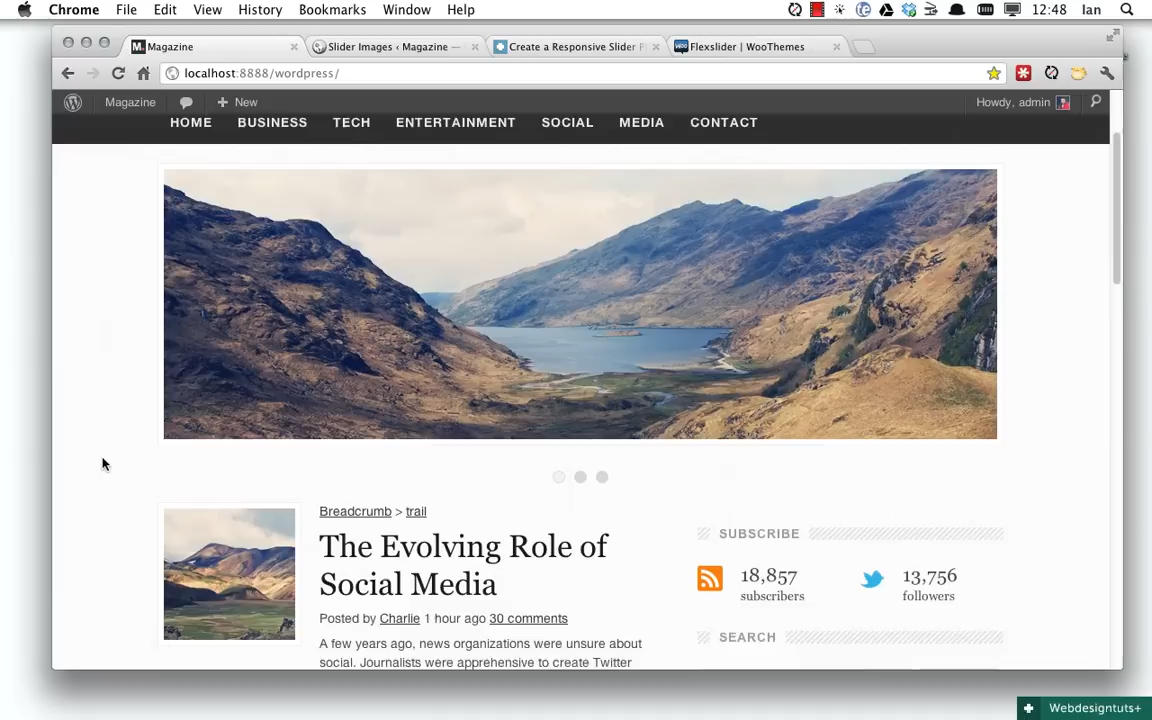 Chrome File Edit View History Bookmarks Window Help 12:48 Ian
M. Magazine Slider Images ‹ Magazine — Create a Responsive Slider P Flexslider | WooThemes
localhost:8888/wordpress/
Magazine + New Howdy, admin
HOME BUSINESS TECH ENTERTAINMENT SOCIAL MEDIA CONTACT
Breadcrumb > trail
The Evolving Role of
Social Media
Posted by Charlie 1 hour ago 30 comments
A few years ago, news organizations were unsure about
social. Journalists were apprehensive to create Twitter
SUBSCRIBE
18,857 13,756
subscribers followers
SEARCH
Webdesigntuts+